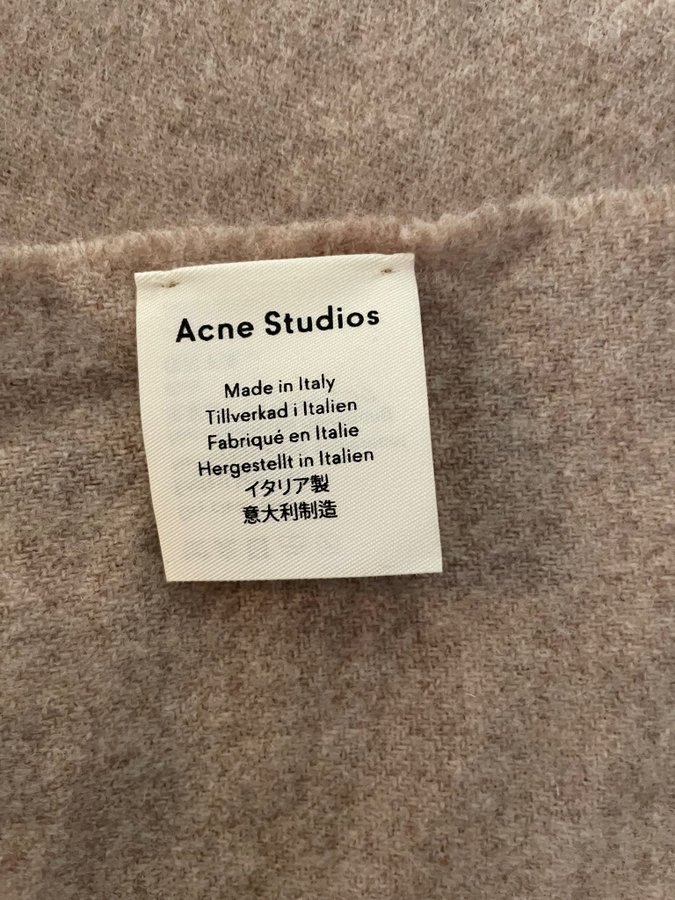 Acne Studios
Made in Italy
Tillverkad i Italien
Fabriqué en Italie
Hergestellt in Italien
イタリア製
意大利制造